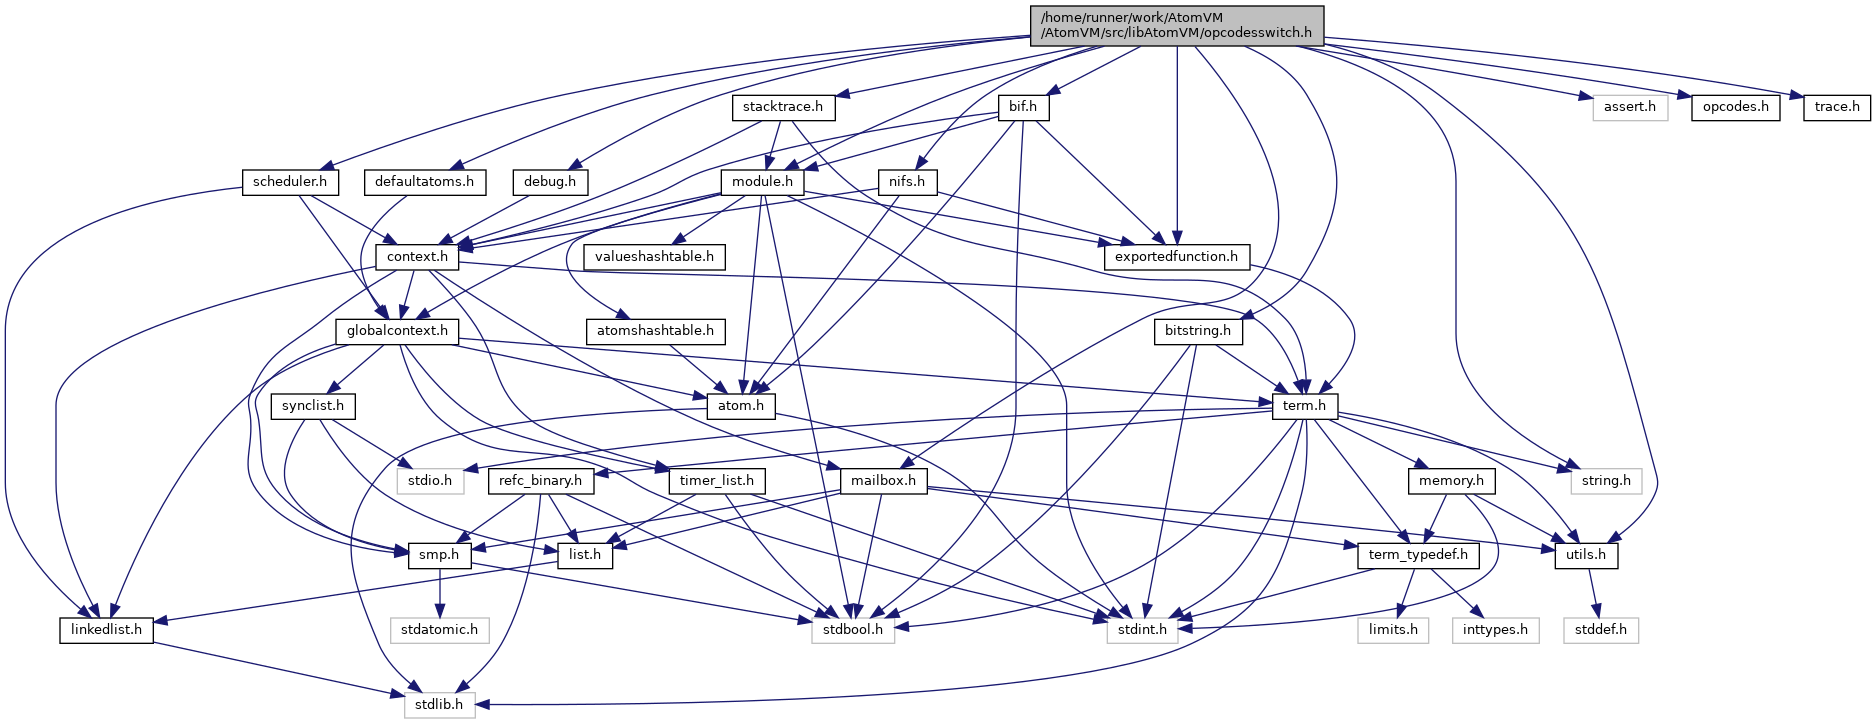 /home/runner/work/AtomVM
/AtomVM/src/libAtomVM/opcodesswitch.h
stacktrace.h
bif.h
assert.h
opcodes.h
trace.h
scheduler.h
defaultatoms.h
debug.h
module.h
nifs.h
context.h
valueshashtable.h
exportedfunction.h
globalcontext.h
atomshashtable.h
bitstring.h
synclist.h
atom.h
term.h
stdio.h
refc_binary.h
timer_list.h
mailbox.h
memory.h
string.h
smp.h
list.h
term_typedef.h
utils.h
linkedlist.h
stdatomic.h
stdbool.h
stdint.h
limits.h
inttypes.h
stddef.h
stdlib.h